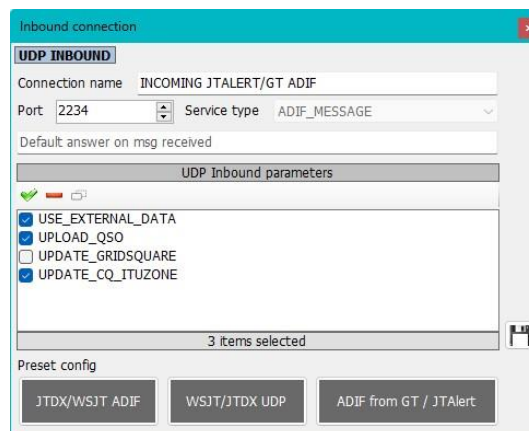 Inbound connection
UDP INBOUND
Connection name INCOMING JTALERT/GT ADIF
Port 2234 Service type ADIF_MESSAGE
Default answer on msg received
UDP Inbound parameters
USE_EXTERNAL_DATA
UPLOAD_QSO
UPDATE_GRIDSQUARE
UPDATE_CQ_ITUZONE
3 items selected
Preset config
JTDX/WSJT ADIF WSJT/JTDX UDP ADIF from GT / JTAlert